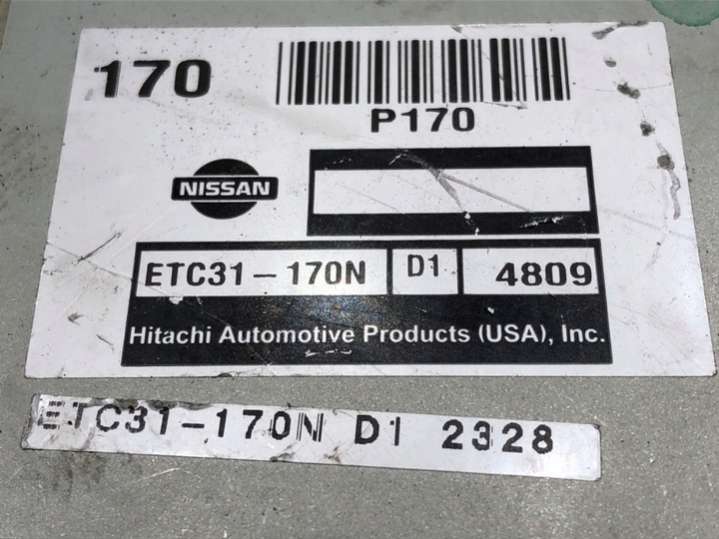 170
P170
NISSAN
ETC31-170N D1 4809
Hitachi Automotive Products (USA), Inc.
ETC31-170N D1 2328